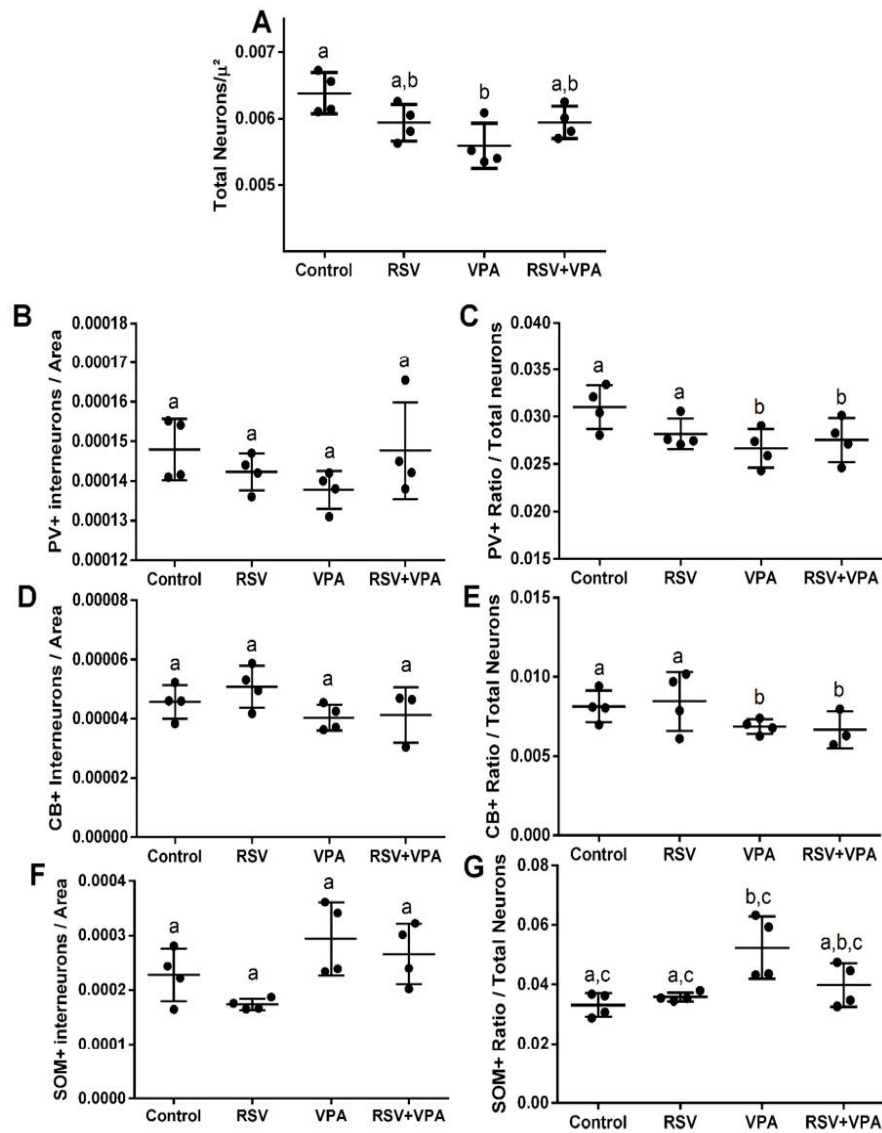 A
Total Neurons/μ²
0.007
0.006
0.005
a
a,b
b
a,b
Control RSV VPA RSV+VPA
B
PV+ interneurons / Area
0.00018
0.00017
0.00016
0.00015
0.00014
0.00013
0.00012
a
a
a
a
Control RSV VPA RSV+VPA
C
PV+ Ratio / Total neurons
0.040
0.035
0.030
0.025
0.020
0.015
a
a
b
b
Control RSV VPA RSV+VPA
D
CB+ Interneurons / Area
0.00008
0.00006
0.00004
0.00002
0.00000
a
a
a
a
Control RSV VPA RSV+VPA
E
CB+ Ratio / Total Neurons
0.015
0.010
0.005
0.000
a
a
b
b
Control RSV VPA RSV+VPA
F
SOM+ interneurons / Area
0.0004
0.0003
0.0002
0.0001
0.0000
a
a
a
a
Control RSV VPA RSV+VPA
G
SOM+ Ratio / Total Neurons
0.08
0.06
0.04
0.02
0.00
a,c
a,c
b,c
a,b,c
Control RSV VPA RSV+VPA